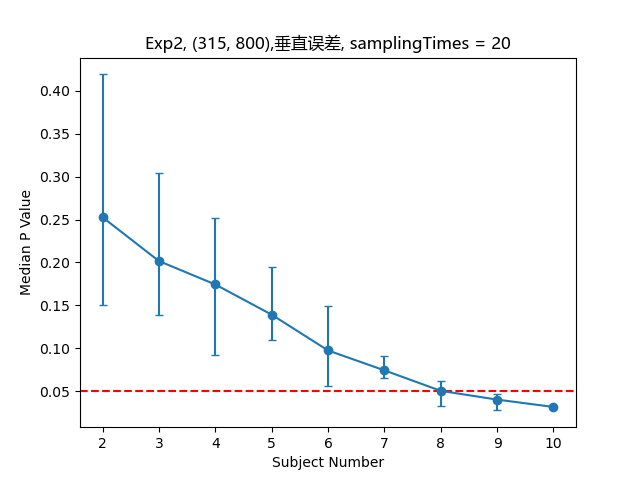 Exp2, (315, 800),垂直误差, samplingTimes = 20
Median P Value
0.40
0.35
0.30
0.25
0.20
0.15
0.10
0.05
2 3 4 5 6 7 8 9 10
Subject Number